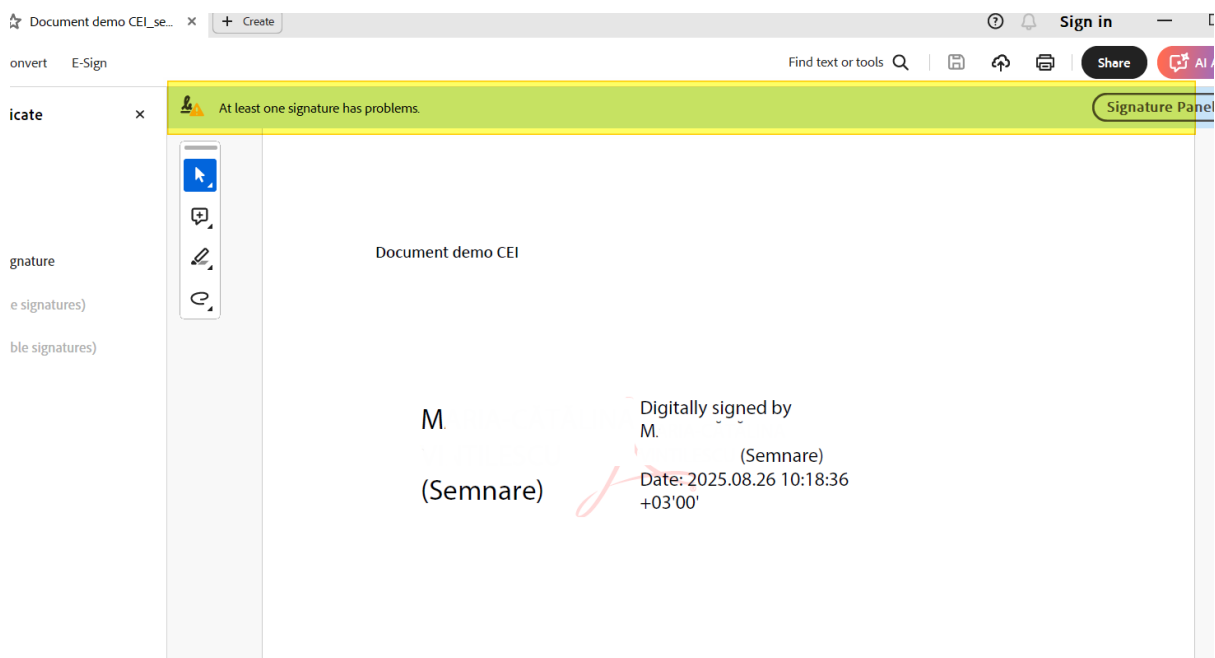 Document demo CEI_se...
+ Create
Sign in
onvert E-Sign
Find text or tools
Share
AI
icate
At least one signature has problems.
Signature Panel
gnature
e signatures)
ble signatures)
Document demo CEI
M.
(Semnare)
Digitally signed by
M.
(Semnare)
Date: 2025.08.26 10:18:36
+03'00'